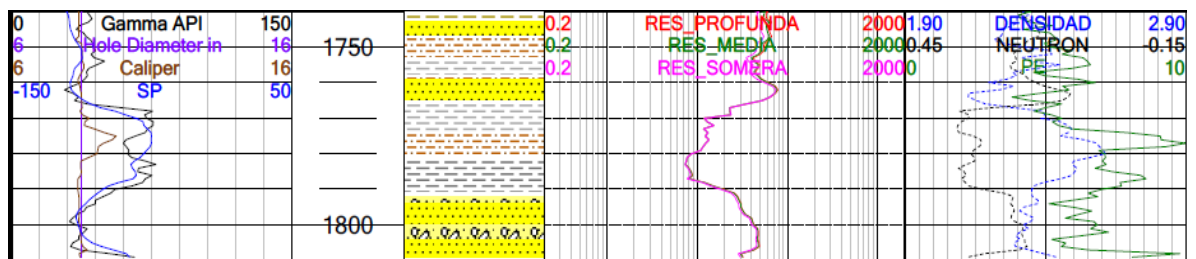 0 Gamma API 150
6 Hole Diameter in 16
6 Caliper 16
-150 SP 50
1750
1800
0.2 RES_PROFUNDA 2000
0.2 RES_MEDIA 2000
0.2 RES_SOMERA 2000
1.90 DENSIDAD 2.90
0.45 NEUTRON -0.15
0 PE 10